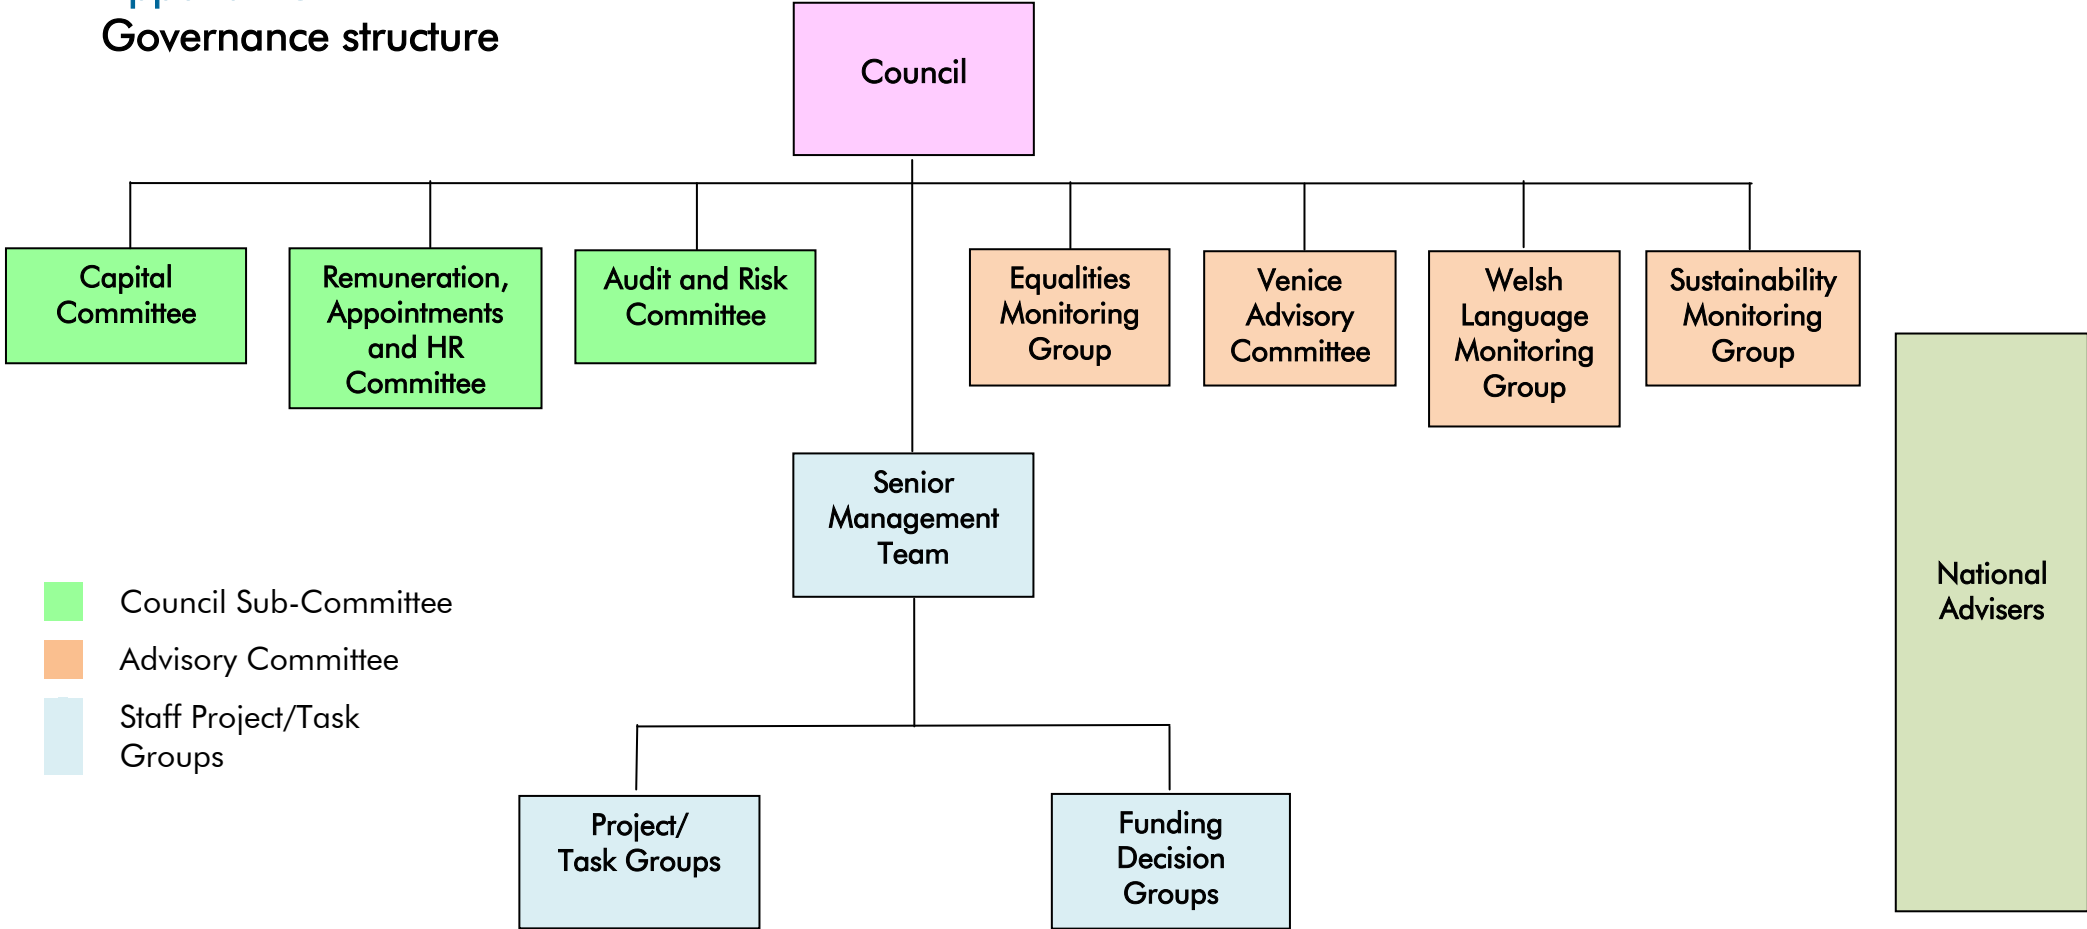 Governance structure
Council
Capital
Committee
Remuneration,
Appointments
and HR
Committee
Audit and Risk
Committee
Equalities
Monitoring
Group
Venice
Advisory
Committee
Welsh
Language
Monitoring
Group
Sustainability
Monitoring
Group
Senior
Management
Team
National
Advisers
Council Sub-Committee
Advisory Committee
Staff Project/Task
Groups
Project/
Task Groups
Funding
Decision
Groups